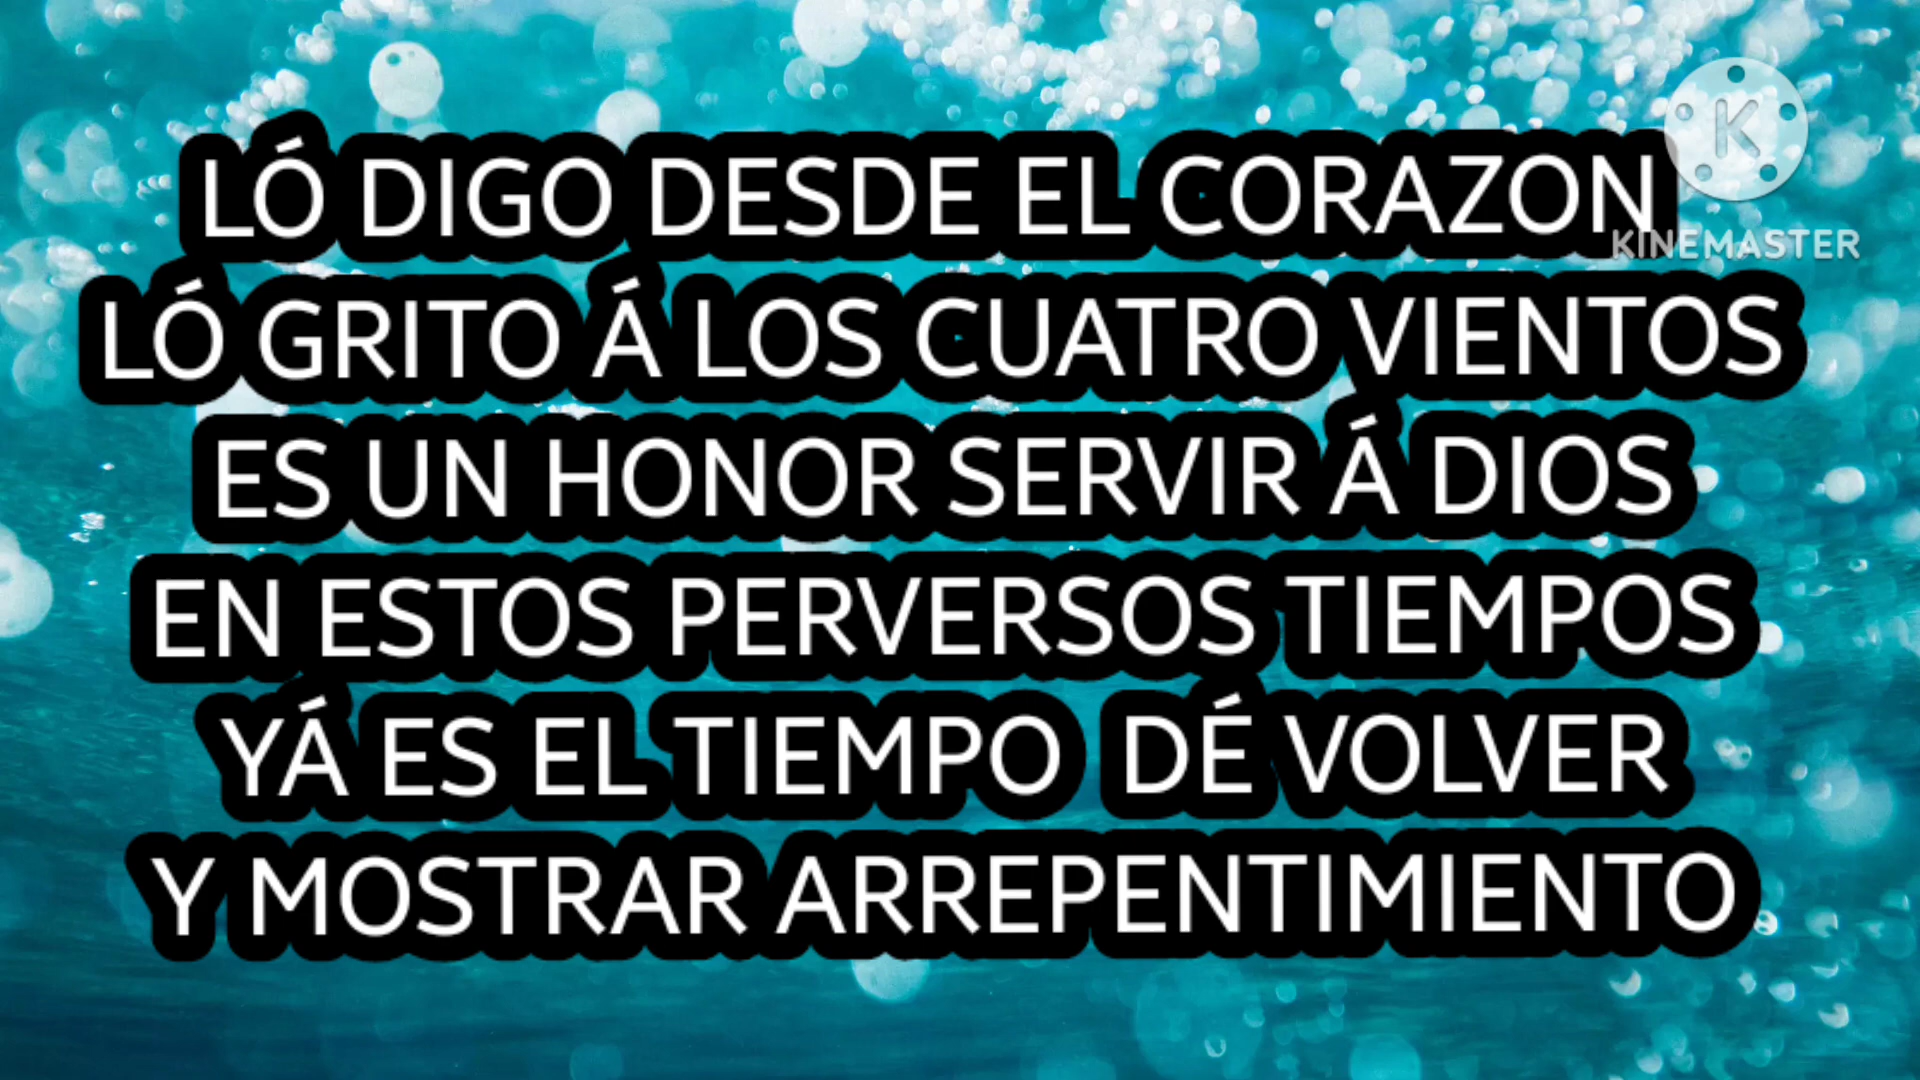 LÓ DIGO DESDE EL CORAZON
KINEMASTER
LÓ GRITO Á LOS CUATRO VIENTOS
ES UN HONOR SERVIR Á DIOS
EN ESTOS PERVERSOS TIEMPOS
YÁ ES EL TIEMPO DÉ VOLVER
Y MOSTRAR ARREPENTIMIENTO